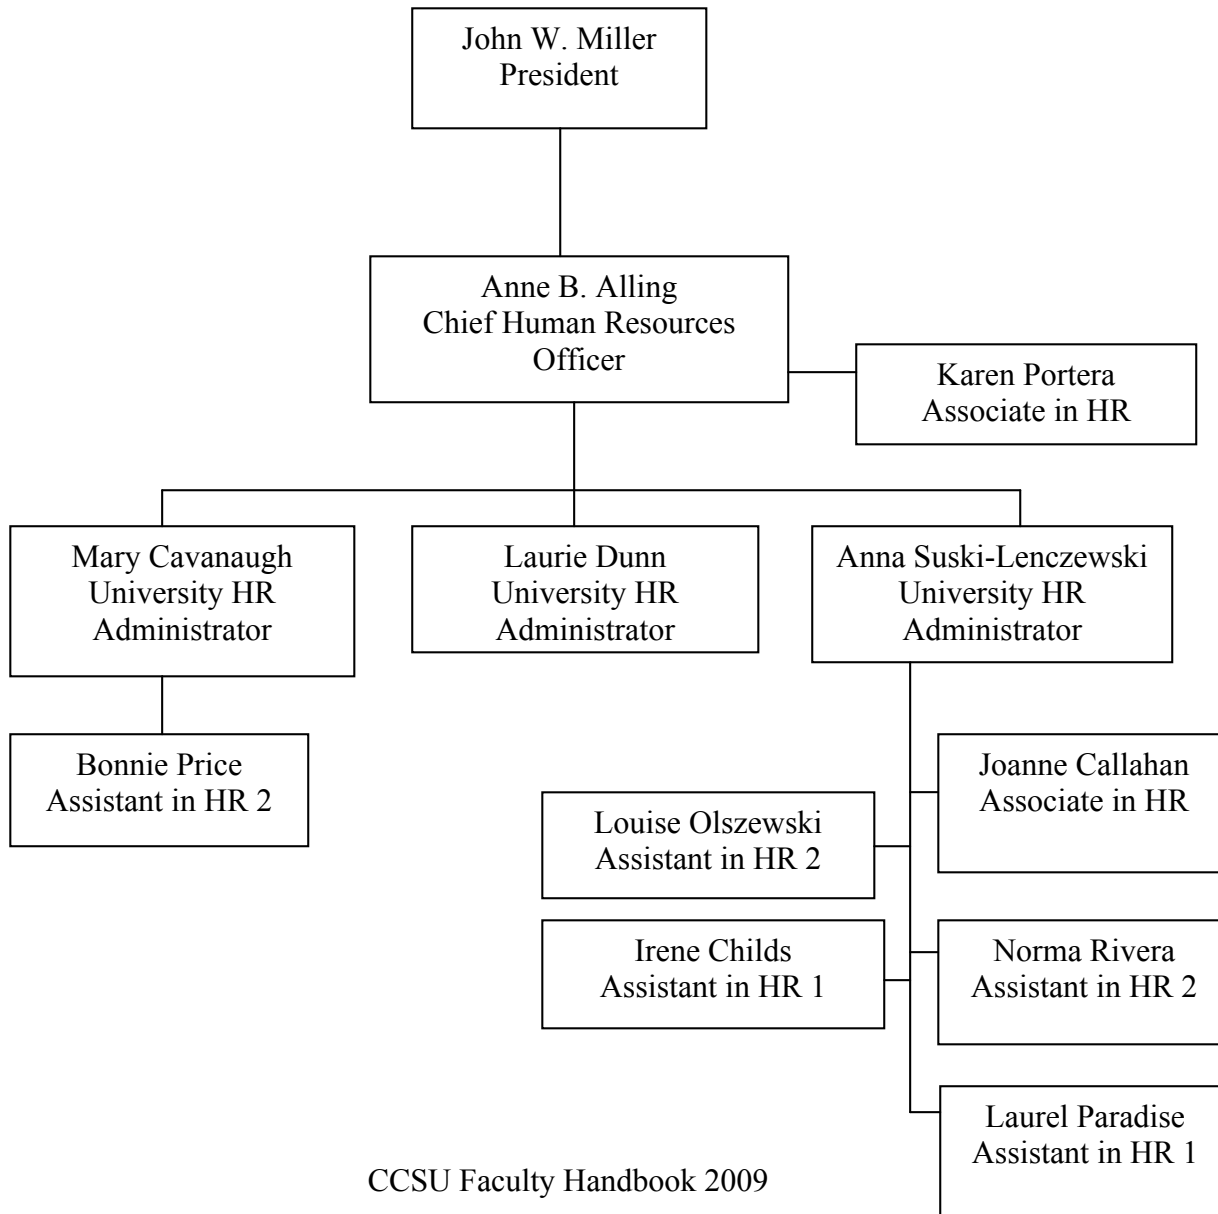 John W. Miller
President
Anne B. Alling
Chief Human Resources
Officer
Karen Portera
Associate in HR
Mary Cavanaugh
University HR
Administrator
Laurie Dunn
University HR
Administrator
Anna Suski-Lenczewski
University HR
Administrator
Bonnie Price
Assistant in HR 2
Joanne Callahan
Associate in HR
Louise Olszewski
Assistant in HR 2
Irene Childs
Assistant in HR 1
Norma Rivera
Assistant in HR 2
Laurel Paradise
Assistant in HR 1
CCSU Faculty Handbook 2009